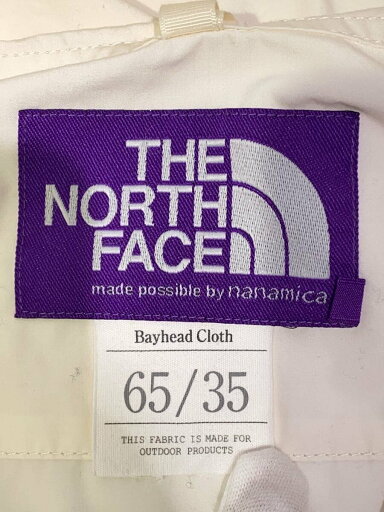 THE
NORTH
FACE
made possible by nanamica
Bayhead Cloth
65/35
THIS FABRIC IS MADE FOR
OUTDOOR PRODUCTS